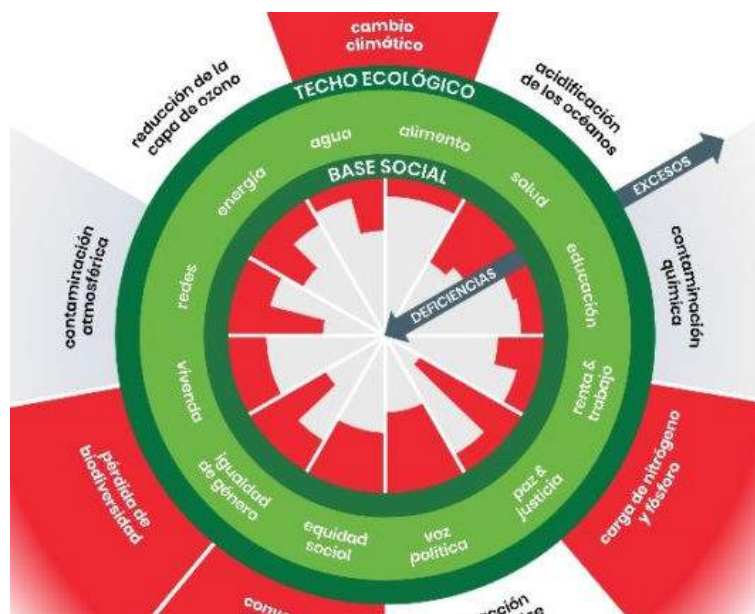 cambio
climático
TECHO ECOLÓGICO
reducción de la
capa de ozono
acidificación
de los océanos
agua
alimento
BASE SOCIAL
energía
salud
EXCESOS
contaminación
atmosférica
redes
DEFICIENCIAS
educación
contaminación
química
vivienda
renta &
trabajo
pérdida de
biodiversidad
igualdad
de género
equidad
social
voz
política
paz &
justicia
carga de nitrógeno
y fósforo